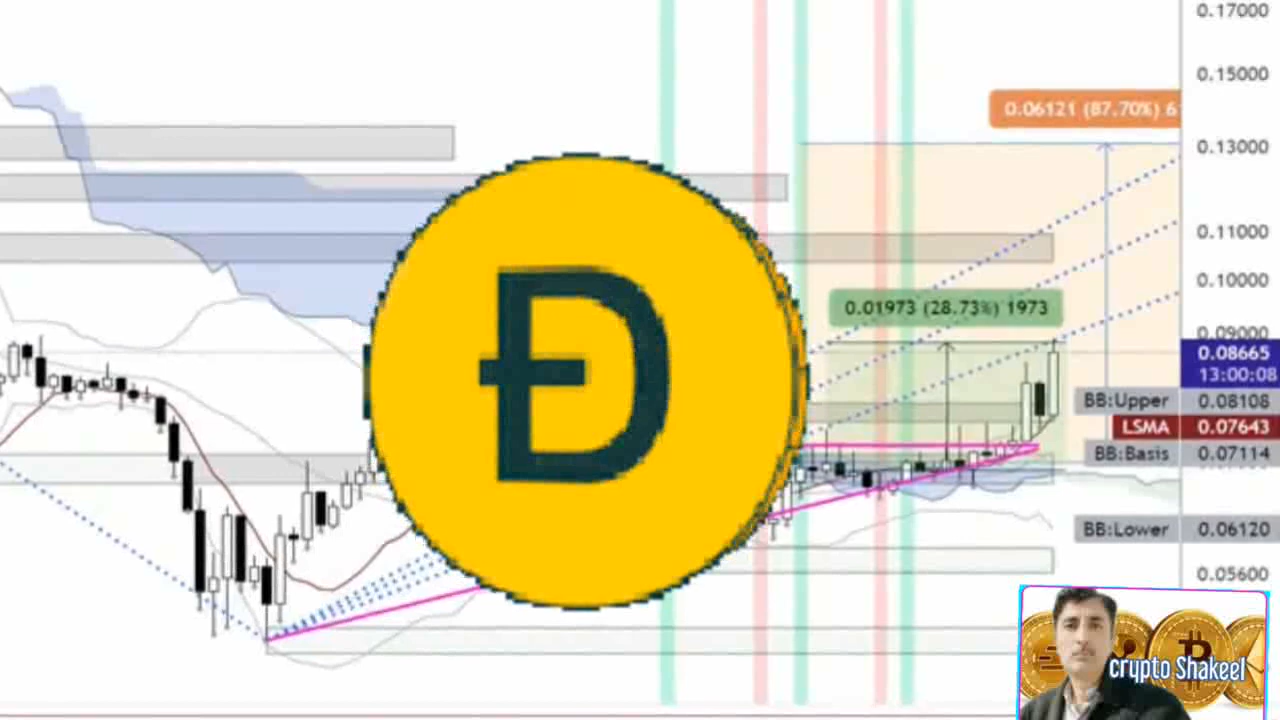 0.17000
0.15000
0.06121 (87.70%) 6
0.13000
0.11000
0.10000
0.01973 (28.73%) 1973
0.09000
0.08665
13:00:08
BB:Upper 0.08108
LSMA 0.07643
BB:Basis 0.07114
BB:Lower 0.06120
0.05600
Ð
crypto Shakeel